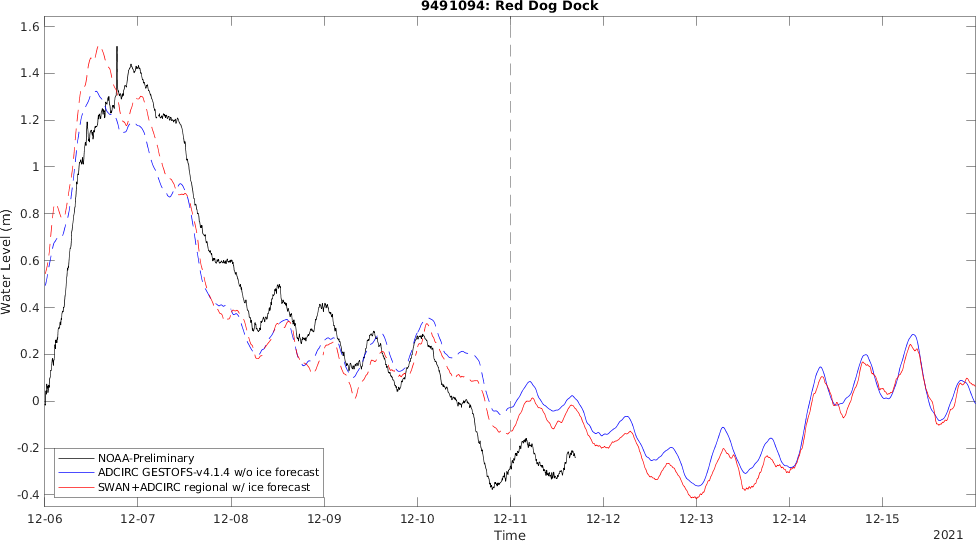 9491094: Red Dog Dock
Water Level (m)
1.6
1.4
1.2
1
0.8
0.6
0.4
0.2
0
-0.2
-0.4
NOAA-Preliminary
ADCIRC GESTOFS-v4.1.4 w/o ice forecast
SWAN+ADCIRC regional w/ ice forecast
12-06 12-07 12-08 12-09 12-10 12-11 12-12 12-13 12-14 12-15
Time
2021